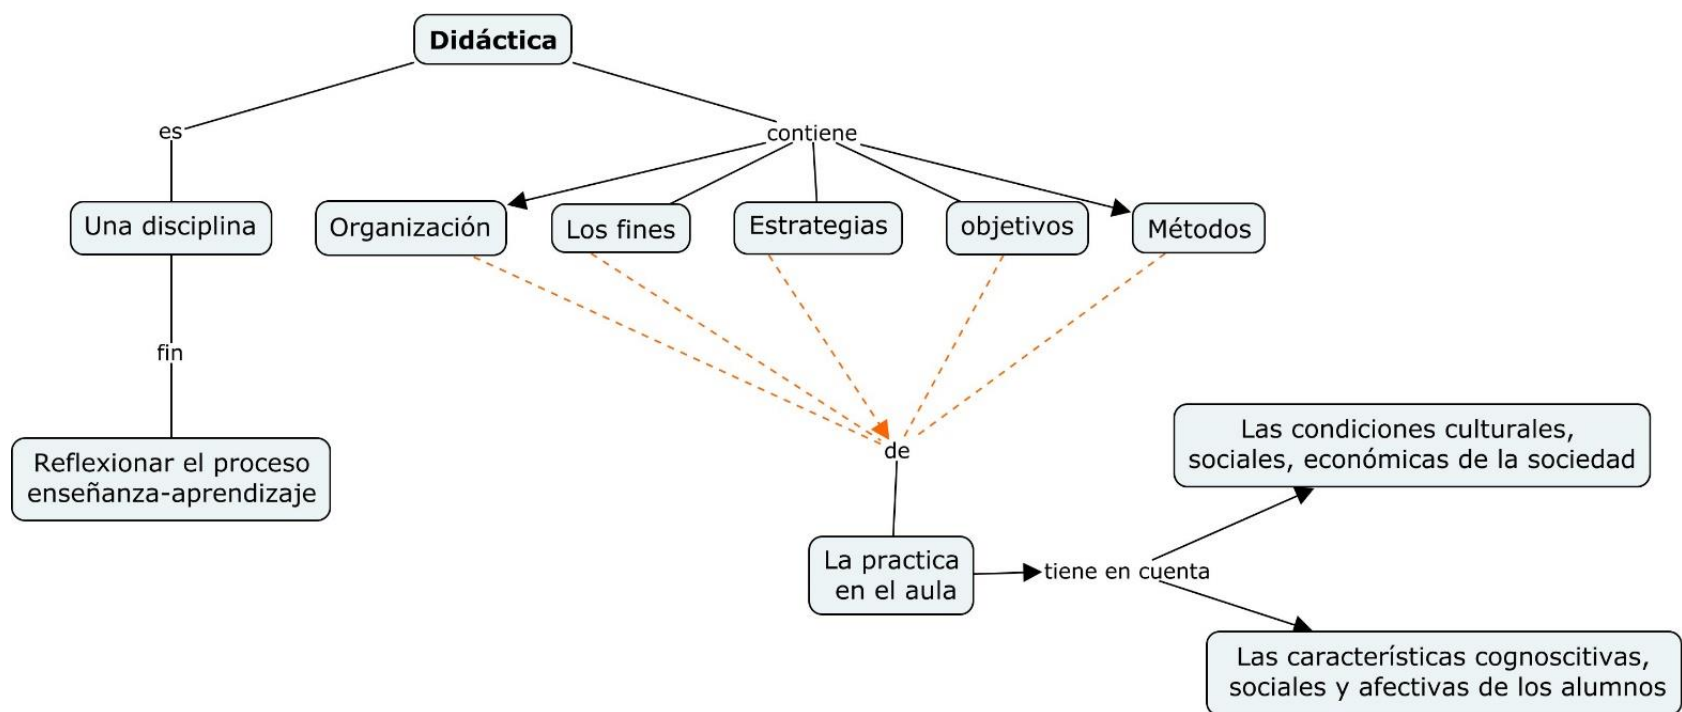 Didáctica
es
contiene
Una disciplina
Organización
Los fines
Estrategias
objetivos
Métodos
fin
Reflexionar el proceso
enseñanza-aprendizaje
de
La practica
en el aula
tiene en cuenta
Las condiciones culturales,
sociales, económicas de la sociedad
Las características cognoscitivas,
sociales y afectivas de los alumnos